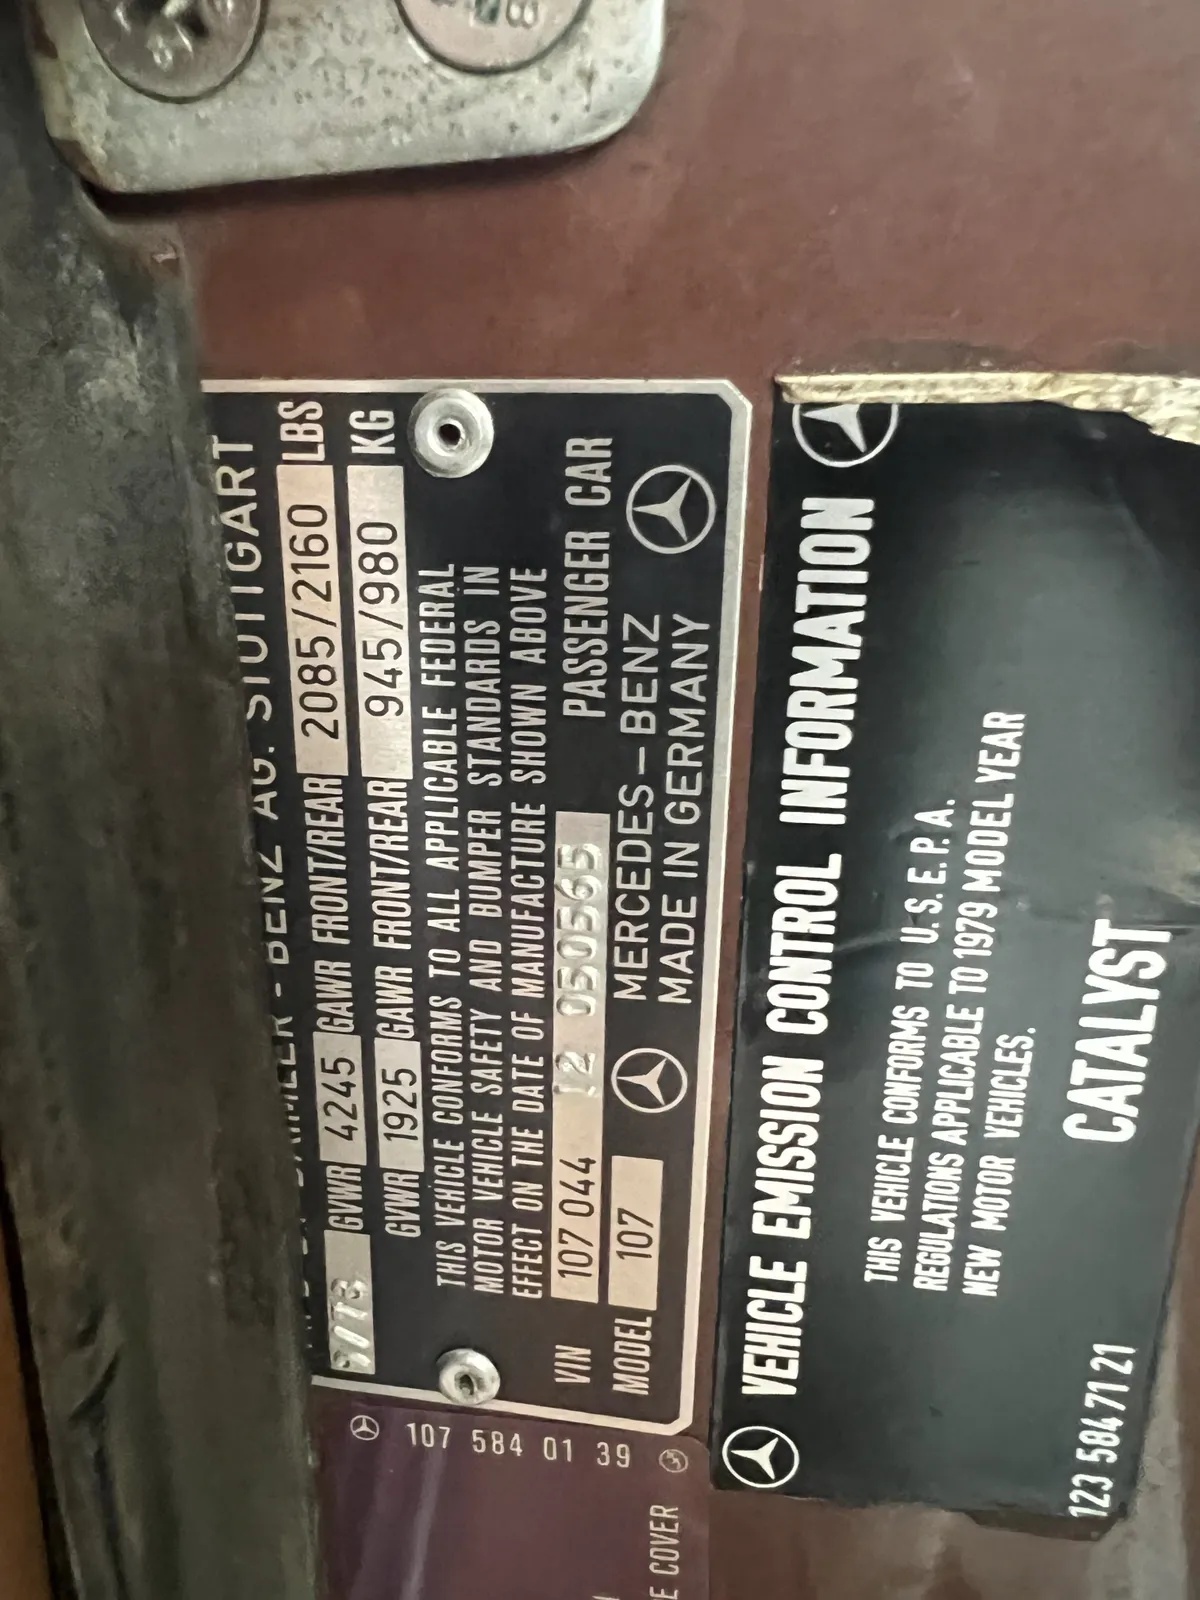 STUTTGART
GVWR 4245 GAWR FRONT/REAR 2085/2160 LBS
GVWR 1925 GAWR FRONT/REAR 945/980 KG
THIS VEHICLE CONFORMS TO ALL APPLICABLE FEDERAL
MOTOR VEHICLE SAFETY AND BUMPER STANDARDS IN
EFFECT ON THE DATE OF MANUFACTURE SHOWN ABOVE
VIN 107 044 12 050565 PASSENGER CAR
MODEL 107 MERCEDES-BENZ
MADE IN GERMANY
107 584 01 39
E COVER
VEHICLE EMISSION CONTROL INFORMATION
THIS VEHICLE CONFORMS TO U.S.E.P.A.
REGULATIONS APPLICABLE TO 1979 MODEL YEAR
NEW MOTOR VEHICLES.
CATALYST
123 584 71 21